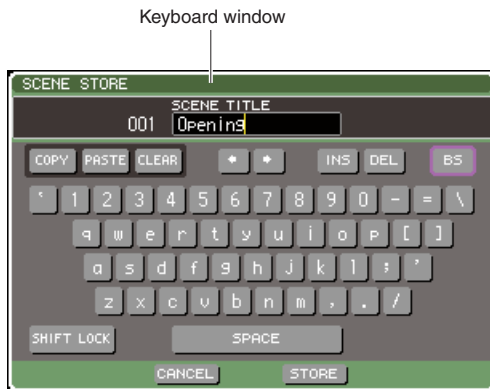 Keyboard window
SCENE STORE
SCENE TITLE
001 Opening
COPY PASTE CLEAR INS DEL BS
` 1 2 3 4 5 6 7 8 9 0 - = \
q w e r t y u i o p [ ]
a s d f g h j k l ; '
z x c v b n m , . /
SHIFT LOCK SPACE
CANCEL STORE